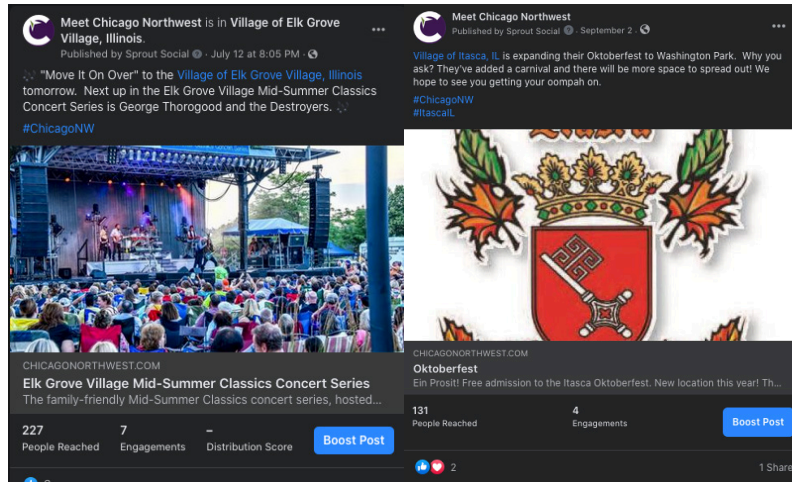 Meet Chicago Northwest is in Village of Elk Grove
Village, Illinois.
Published by Sprout Social · July 12 at 8:05 PM ·
"Move It On Over" to the Village of Elk Grove Village, Illinois
tomorrow. Next up in the Elk Grove Village Mid-Summer Classics
Concert Series is George Thorogood and the Destroyers.
#ChicagoNW
CHICAGONORTHWEST.COM
Elk Grove Village Mid-Summer Classics Concert Series
The family-friendly Mid-Summer Classics concert series, hosted...
227
People Reached
7
Engagements
–
Distribution Score
Boost Post
Meet Chicago Northwest
Published by Sprout Social · September 2 ·
Village of Itasca, IL is expanding their Oktoberfest to Washington Park. Why you
ask? They've added a carnival and there will be more space to spread out! We
hope to see you getting your oompah on.
#ChicagoNW
#ItascaIL
CHICAGONORTHWEST.COM
Oktoberfest
Ein Prosit! Free admission to the Itasca Oktoberfest. New location this year! Th...
131
People Reached
4
Engagements
Boost Post
2
1 Share